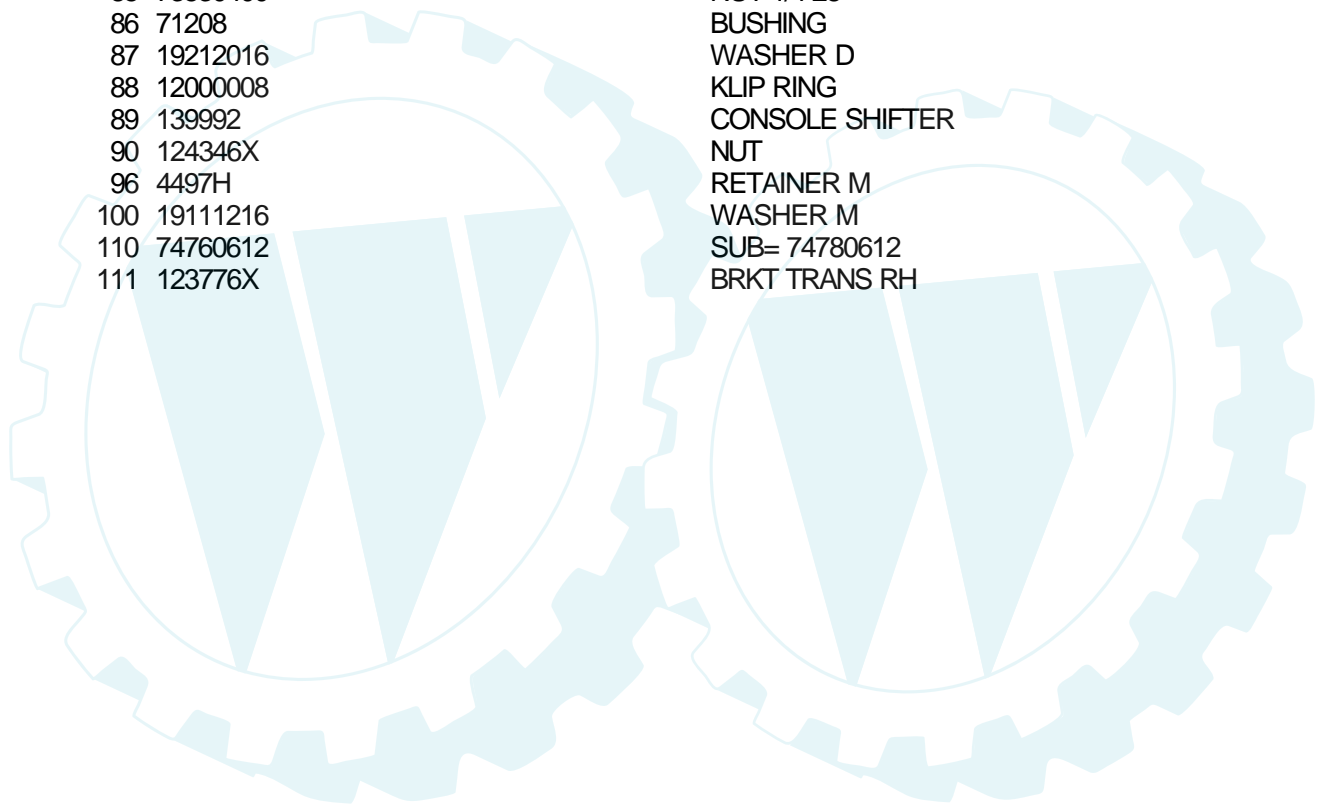 86 71208 BUSHING
87 19212016 WASHER D
88 12000008 KLIP RING
89 139992 CONSOLE SHIFTER
90 124346X NUT
96 4497H RETAINER M
100 19111216 WASHER M
110 74760612 SUB= 74780612
111 123776X BRKT TRANS RH